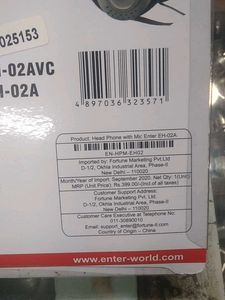 025153
-02AVC
-02A
4 897036 323571
Product: Head Phone with Mic Enter EH-02A
EN-HPM-EH02
Imported by: Fortune Marketing Pvt.Ltd
D-1/2, Okhla Industrial Area, Phase-II
New Delhi – 110020
Month/Year of Import: September 2020, Net Qty: 1(Unit)
MRP (Unit Price): Rs.399.00/-(Incl.of all taxes)
Customer Support Address:
Fortune Marketing Pvt.Ltd
D-1/2, Okhla Industrial Area, Phase-II
New Delhi – 110020
Customer Care Executive at Telephone No:
011-30890010
Email: support_enter@fortune-it.com
Country of Origin – China
www.enter-world.com